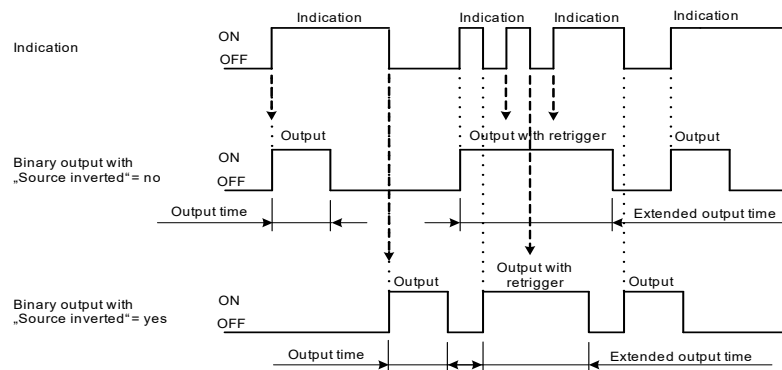 Indication
Indication
Indication
Indication
ON
OFF
Output
Output with retrigger
Output
Binary output with
„Source inverted“= no
ON
OFF
Output time
Extended output time
Output
Output with
retrigger
Output
Binary output with
„Source inverted“= yes
ON
OFF
Output time
Extended output time